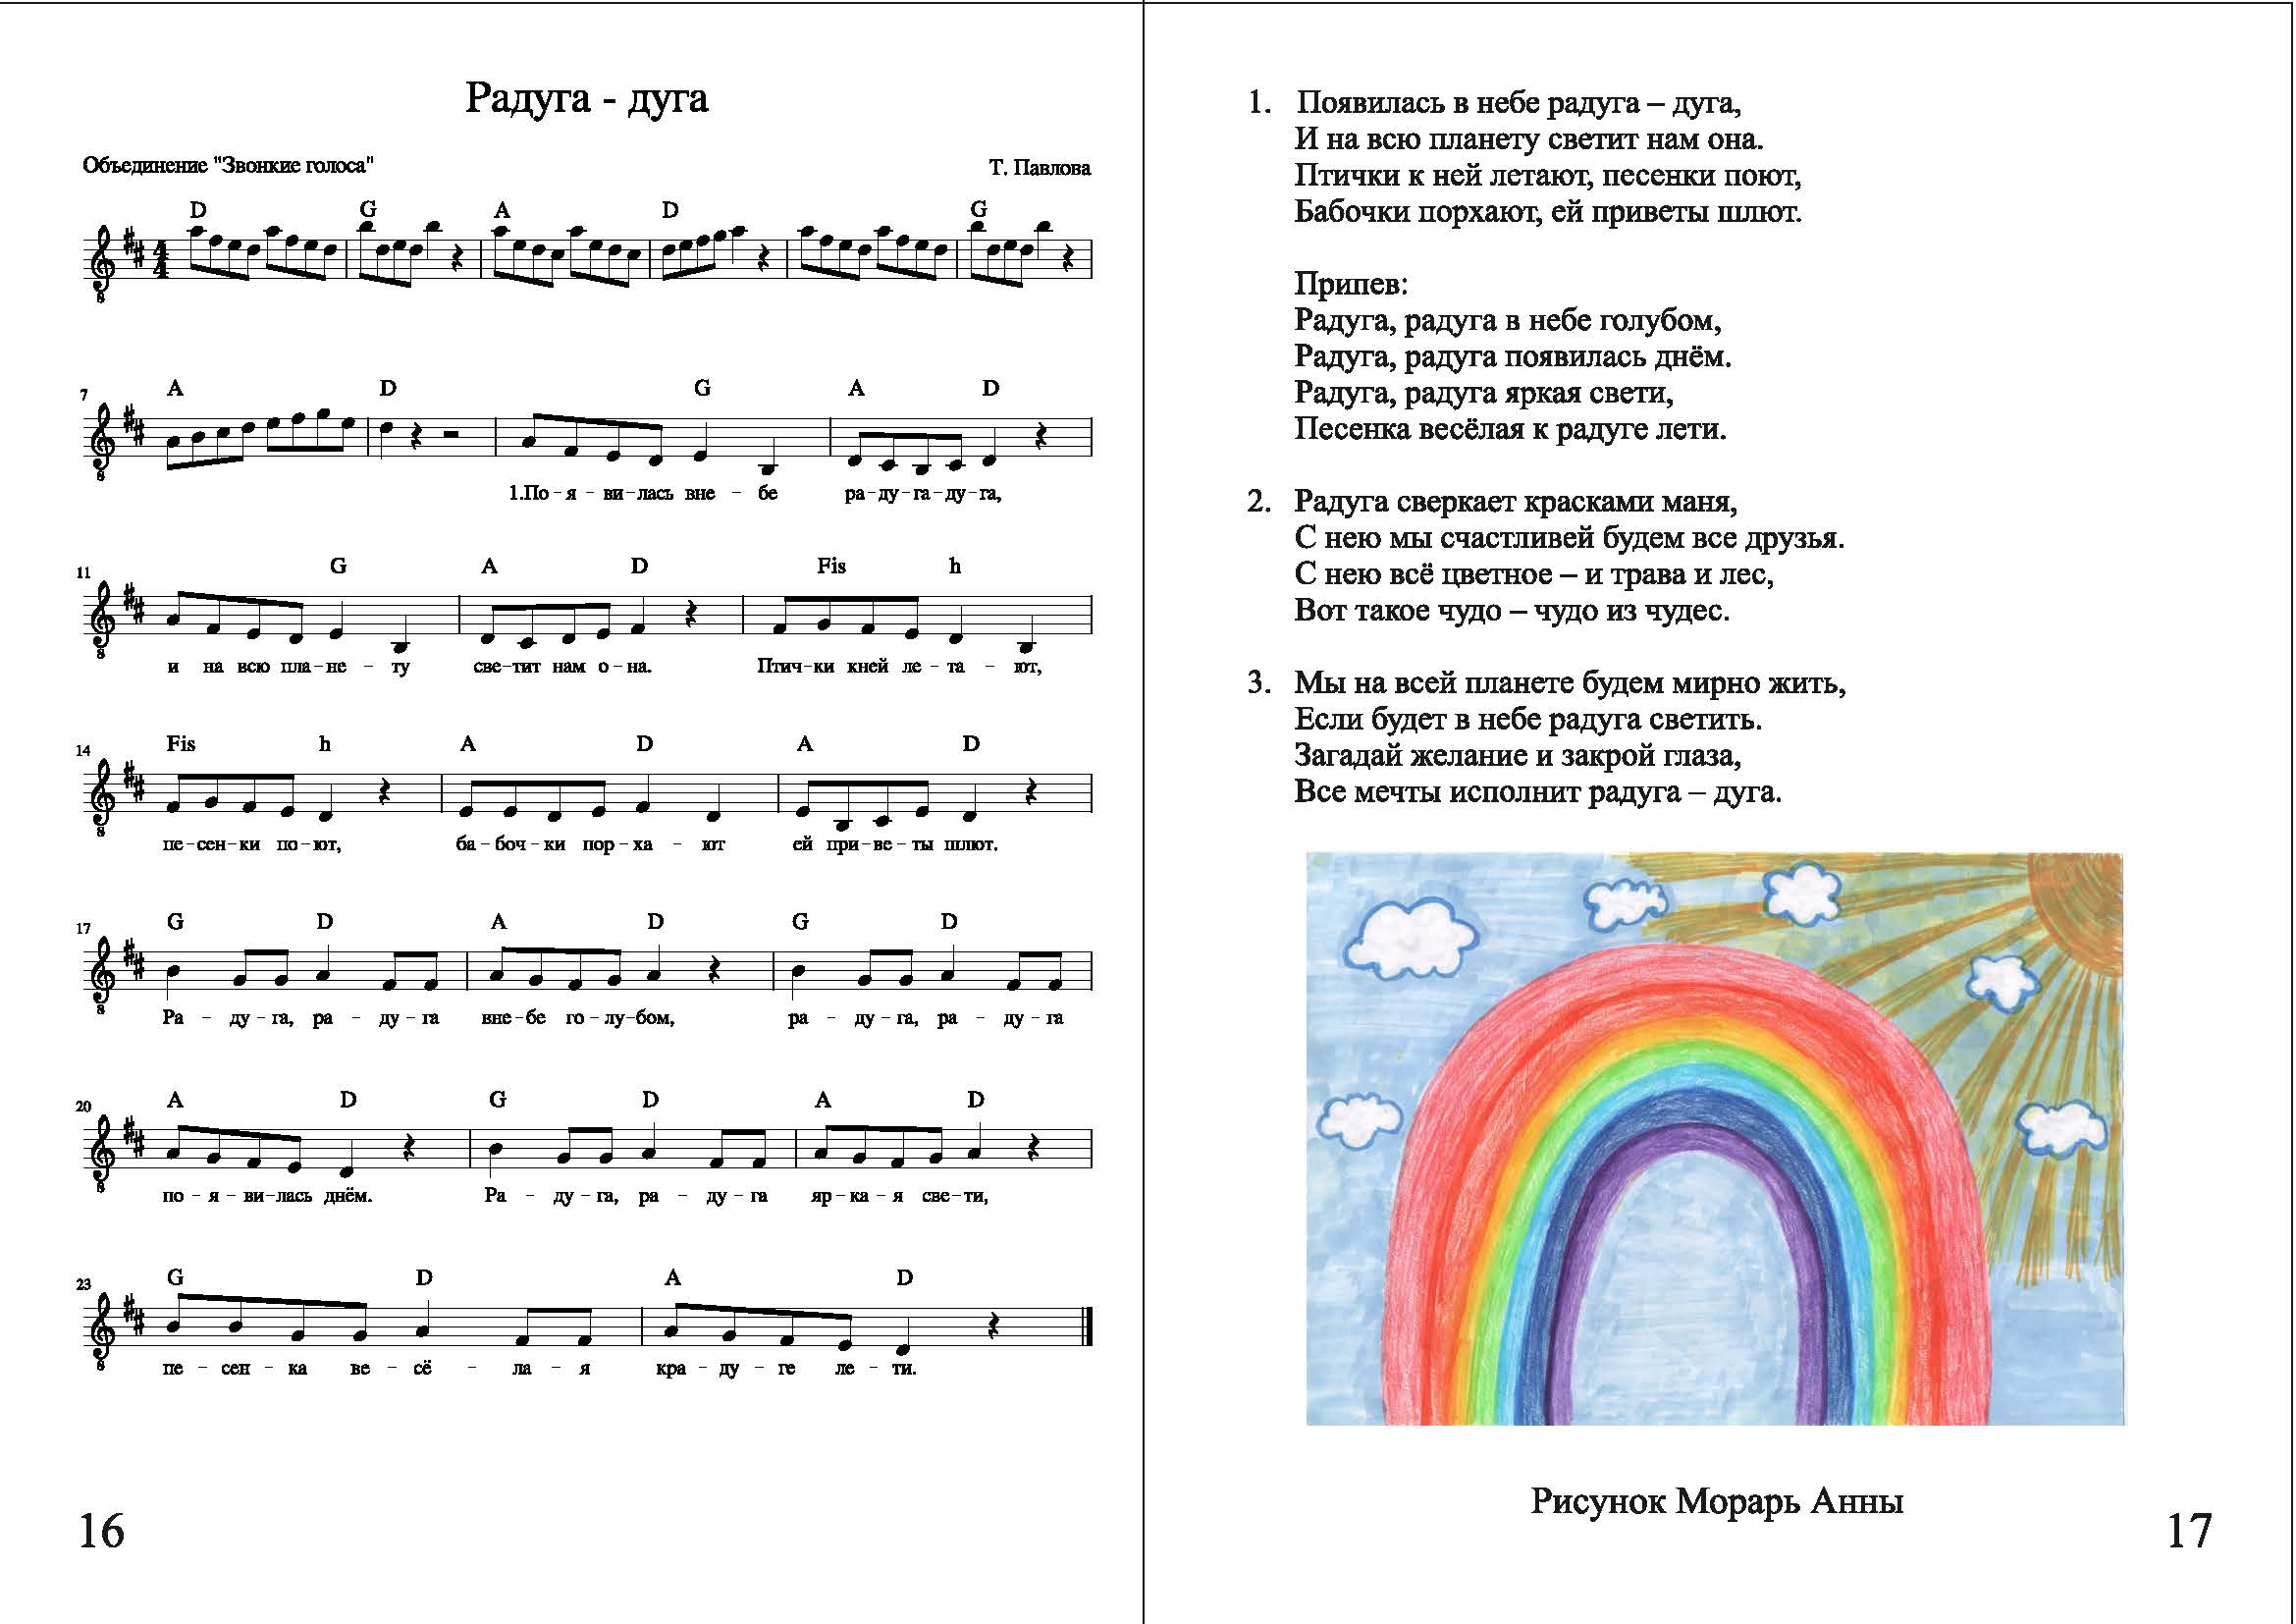 Радуга - дуга
Объединение "Звонкие голоса"
Т. Павлова
D G A D G
7 A D G A D
1.По-я-ви-лась вне-бе ра-ду-га-ду-га,
11 G A D Fis h
и на всю пла-не-ту све-тит нам о-на. Птич-ки кней ле-та-ют,
14 Fis h A D A D
пе-сен-ки по-ют, ба-боч-ки пор-ха-ют ей при-ве-ты шлют.
17 G D A D G D
Ра-ду-га, ра-ду-га вне-бе го-лу-бом, ра-ду-га, ра-ду-га
20 A D G D A D
по-я-ви-лась днём. Ра-ду-га, ра-ду-га яр-ка-я све-ти,
23 G D A D
пе-сен-ка ве-сё-ла-я кра-ду-ге ле-ти.
16
1. Появилась в небе радуга – дуга,
И на всю планету светит нам она.
Птички к ней летают, песенки поют,
Бабочки порхают, ей приветы шлют.
Припев:
Радуга, радуга в небе голубом,
Радуга, радуга появилась днём.
Радуга, радуга яркая свети,
Песенка весёлая к радуге лети.
2. Радуга сверкает красками маня,
С нею мы счастливей будем все друзья.
С нею всё цветное – и трава и лес,
Вот такое чудо – чудо из чудес.
3. Мы на всей планете будем мирно жить,
Если будет в небе радуга светить.
Загадай желание и закрой глаза,
Все мечты исполнит радуга – дуга.
Рисунок Морарь Анны
17